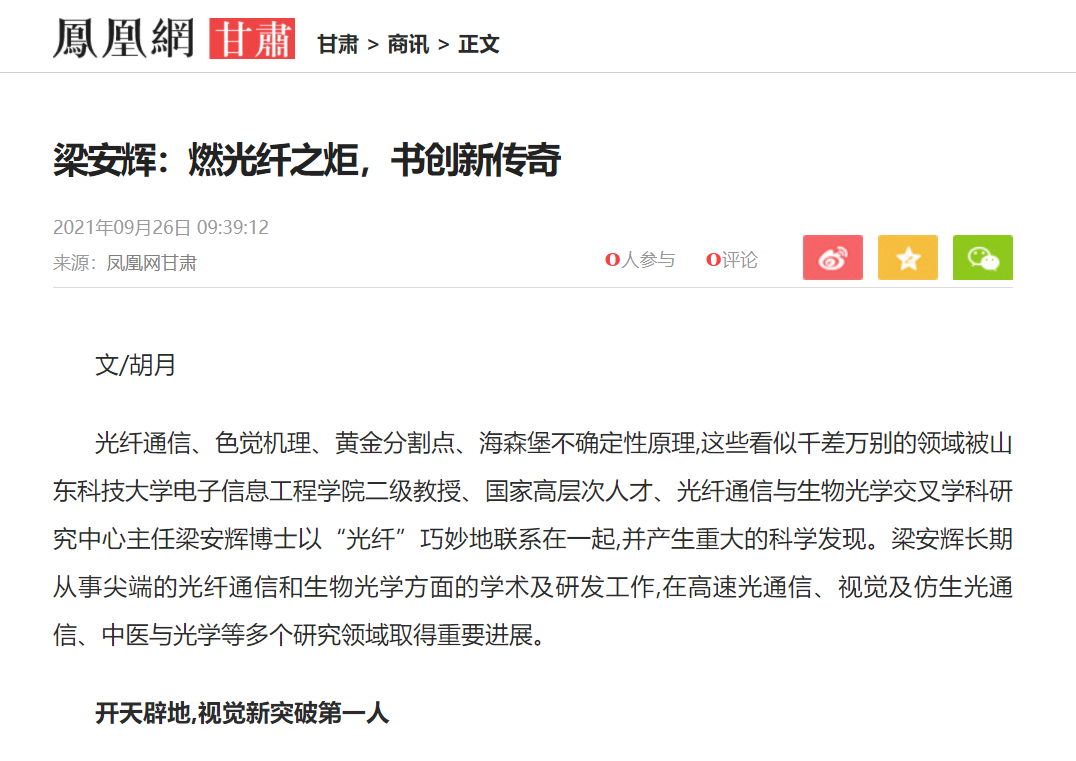 鳳凰網 甘肅 甘肃 > 商讯 > 正文
梁安辉：燃光纤之炬，书创新传奇
2021年09月26日 09:39:12
来源：凤凰网甘肃
0人参与 0评论
文/胡月
光纤通信、色觉机理、黄金分割点、海森堡不确定性原理,这些看似千差万别的领域被山
东科技大学电子信息工程学院二级教授、国家高层次人才、光纤通信与生物光学交叉学科研
究中心主任梁安辉博士以“光纤”巧妙地联系在一起,并产生重大的科学发现。梁安辉长期
从事尖端的光纤通信和生物光学方面的学术及研发工作,在高速光通信、视觉及仿生光通
信、中医与光学等多个研究领域取得重要进展。
开天辟地,视觉新突破第一人